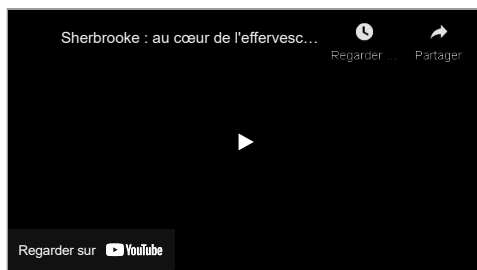 Sherbrooke : au cœur de l'effervesc…
Regarder ...
Partager
Regarder sur YouTube